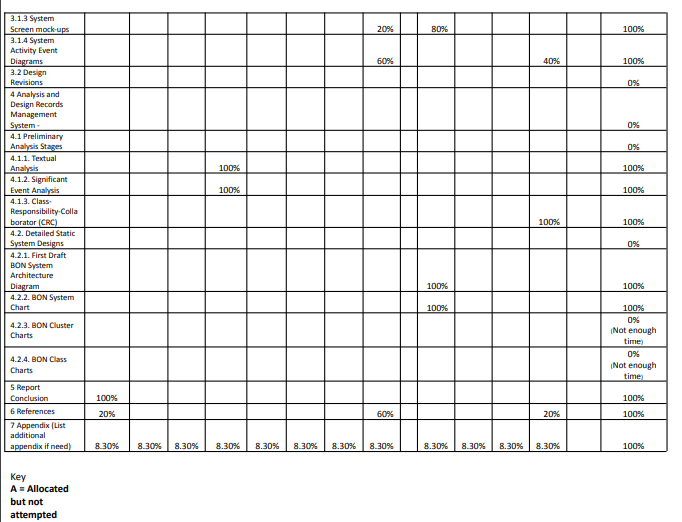 3.1.3 System
Screen mock-ups 20% 80% 100%
3.1.4 System
Activity Event
Diagrams 60% 40% 100%
3.2 Design
Revisions 0%
4 Analysis and
Design Records
Management
System - 0%
4.1 Preliminary
Analysis Stages 0%
4.1.1. Textual
Analysis 100% 100%
4.1.2. Significant
Event Analysis 100% 100%
4.1.3. Class-
Responsibility-Colla
borator (CRC) 100% 100%
4.2. Detailed Static
System Designs 0%
4.2.1. First Draft
BON System
Architecture
Diagram 100% 100%
4.2.2. BON System
Chart 100% 100%
4.2.3. BON Cluster
Charts
0%
(Not enough
time)
4.2.4. BON Class
Charts
0%
(Not enough
time)
5 Report
Conclusion 100% 100%
6 References 20% 60% 20% 100%
7 Appendix (List
additional
appendix if need) 8.30% 8.30% 8.30% 8.30% 8.30% 8.30% 8.30% 8.30% 8.30% 8.30% 8.30% 8.30% 100%
Key
A = Allocated
but not
attempted